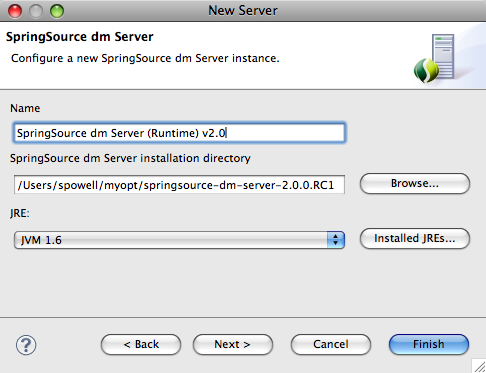 New Server
SpringSource dm Server
Configure a new SpringSource dm Server instance.
Name
SpringSource dm Server (Runtime) v2.0
SpringSource dm Server installation directory
/Users/spowell/myopt/springsource-dm-server-2.0.0.RC1
Browse...
JRE:
JVM 1.6
Installed JREs...
?
< Back
Next >
Cancel
Finish